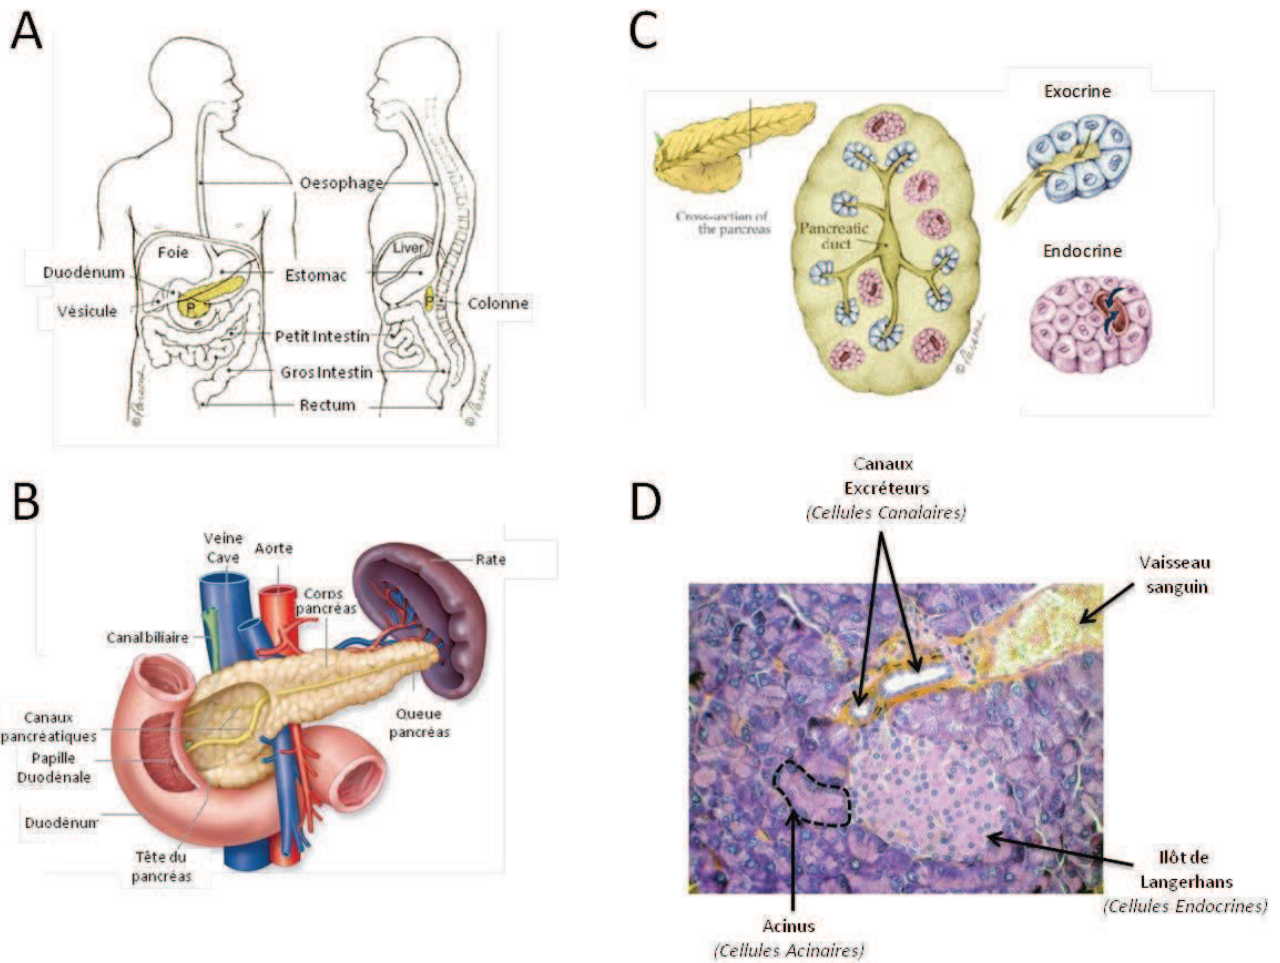 A
Oesophage
Foie
Liver
Duodénum
Estomac
Vésicule
P
P
Colonne
Petit Intestin
Gros Intestin
Rectum
B
Veine
Cave
Aorte
Rate
Corps
pancréas
Canal biliaire
Canaux
pancréatiques
Papille
Duodénale
Queue
pancréas
Duodénum
Tête du
pancréas
C
Exocrine
Cross-section of
the pancreas
Pancreatic
duct
Endocrine
D
Canaux
Excréteurs
(Cellules Canalaires)
Vaisseau
sanguin
Ilôt de
Langerhans
(Cellules Endocrines)
Acinus
(Cellules Acinaires)